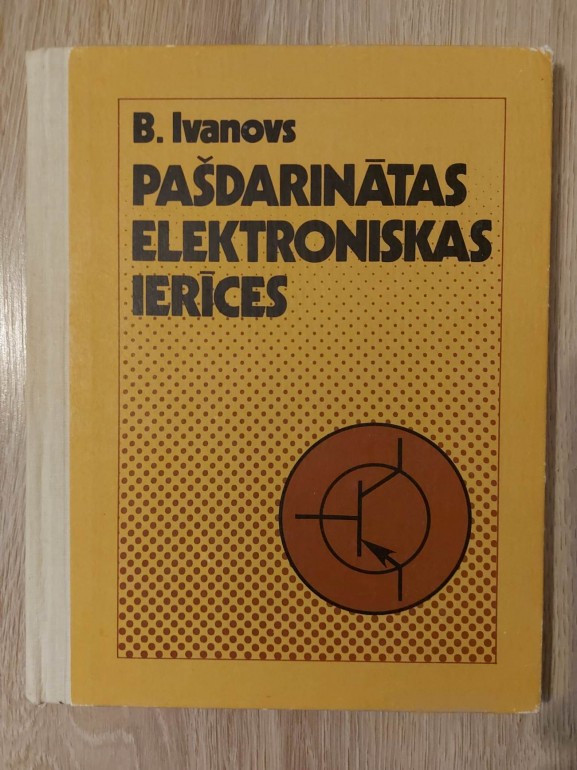 B. Ivanovs
PAŠDARINĀTAS
ELEKTRONISKAS
IERĪCES